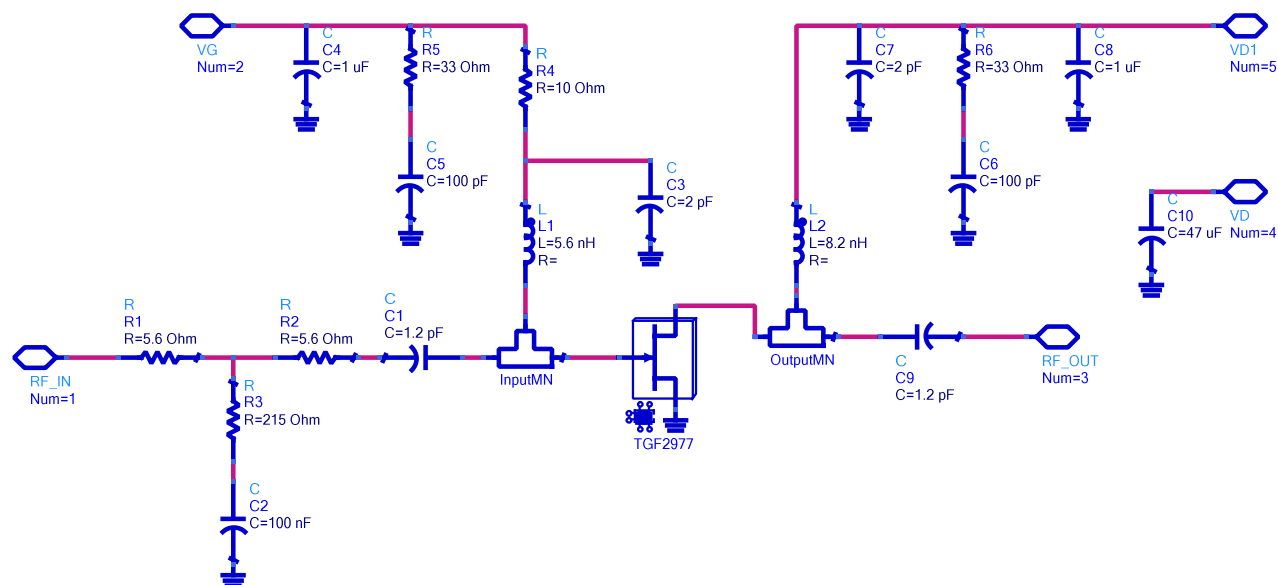 VG
Num=2
C
C4
C=1 uF
R
R5
R=33 Ohm
R
R4
R=10 Ohm
C
C5
C=100 pF
C
C3
C=2 pF
L
L1
L=5.6 nH
R=
C
C7
C=2 pF
R
R6
R=33 Ohm
C
C8
C=1 uF
VD1
Num=5
C
C6
C=100 pF
C
C10
C=47 uF
VD
Num=4
L
L2
L=8.2 nH
R=
RF_IN
Num=1
R
R1
R=5.6 Ohm
R
R2
R=5.6 Ohm
C
C1
C=1.2 pF
InputMN
TGF2977
OutputMN
C
C9
C=1.2 pF
RF_OUT
Num=3
R
R3
R=215 Ohm
C
C2
C=100 nF